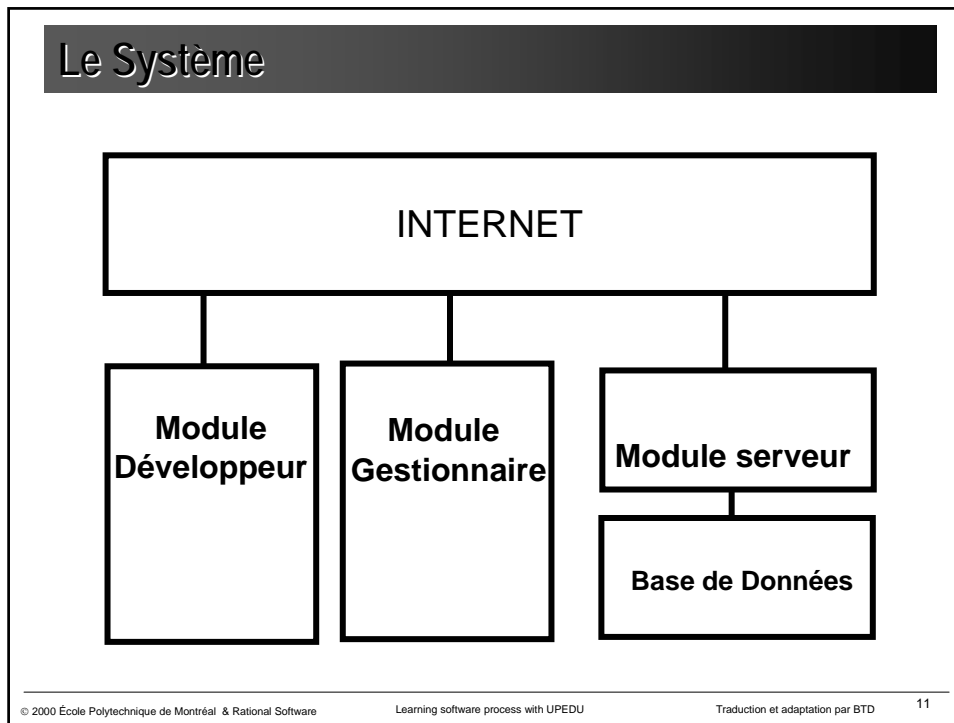 Le Système
INTERNET
Module
Développeur
Module
Gestionnaire
Module serveur
Base de Données
© 2000 École Polytechnique de Montréal & Rational Software
Learning software process with UPEDU
Traduction et adaptation par BTD
11